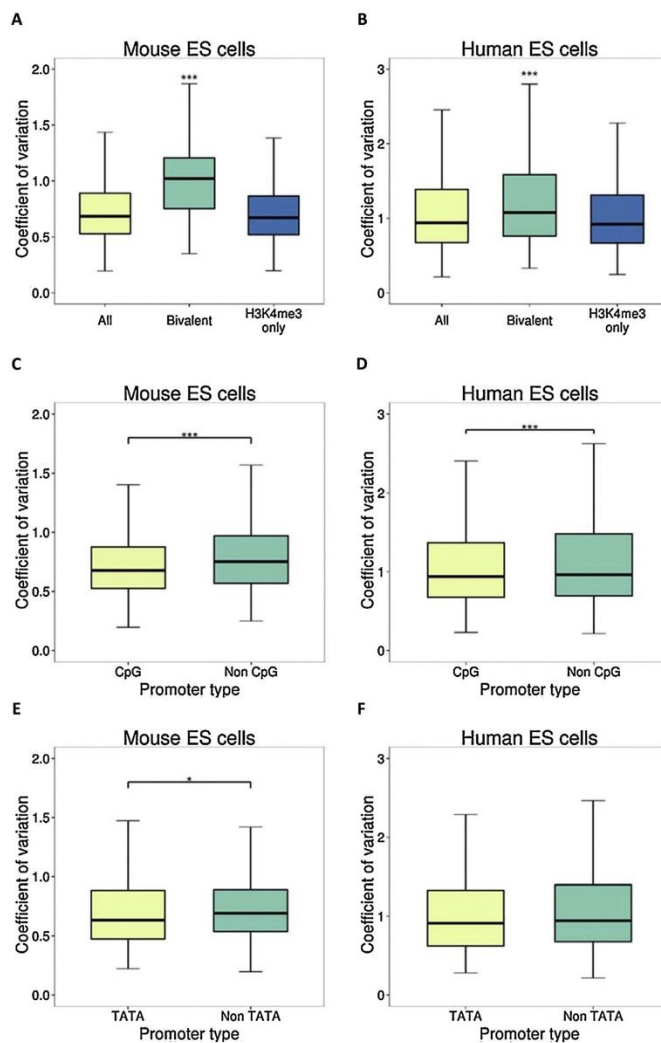 A
Mouse ES cells
Coefficient of variation
2.0
1.5
1.0
0.5
0.0
***
All
Bivalent
H3K4me3
only
B
Human ES cells
Coefficient of variation
3
2
1
0
***
All
Bivalent
H3K4me3
only
C
Mouse ES cells
Coefficient of variation
2.0
1.5
1.0
0.5
0.0
***
CpG
Non CpG
Promoter type
D
Human ES cells
Coefficient of variation
3
2
1
0
***
CpG
Non CpG
Promoter type
E
Mouse ES cells
Coefficient of variation
2.0
1.5
1.0
0.5
0.0
*
TATA
Non TATA
Promoter type
F
Human ES cells
Coefficient of variation
3
2
1
0
TATA
Non TATA
Promoter type